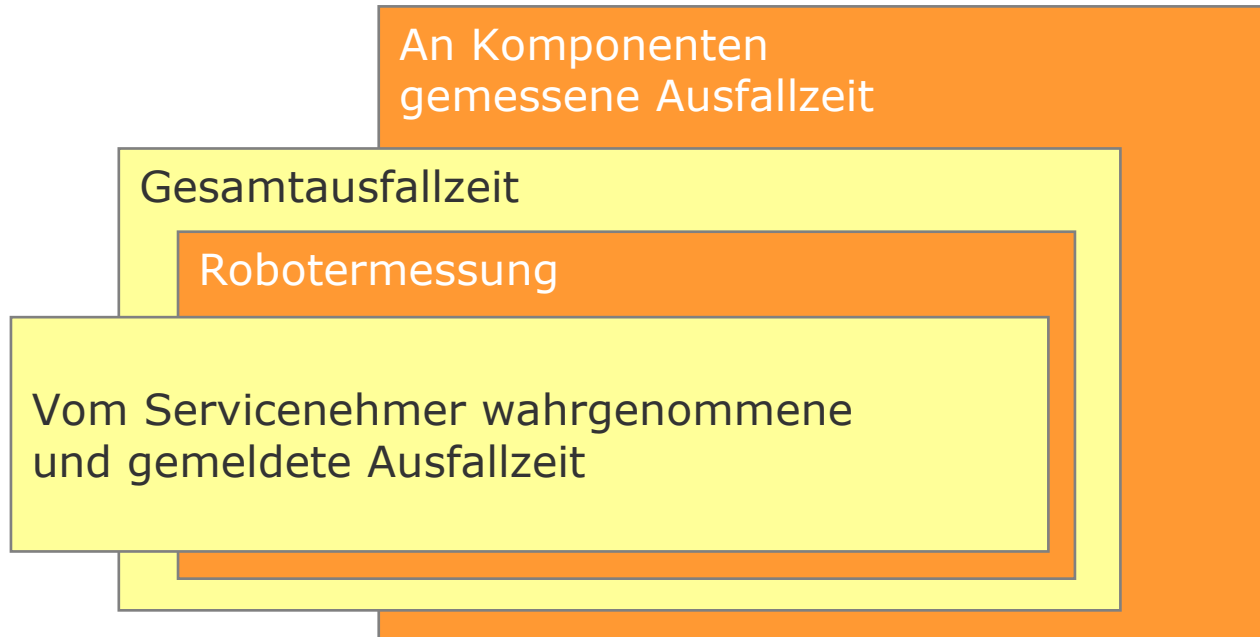 An Komponenten
gemessene Ausfallzeit
Gesamtausfallzeit
Robotermessung
Vom Servicenehmer wahrgenommene
und gemeldete Ausfallzeit